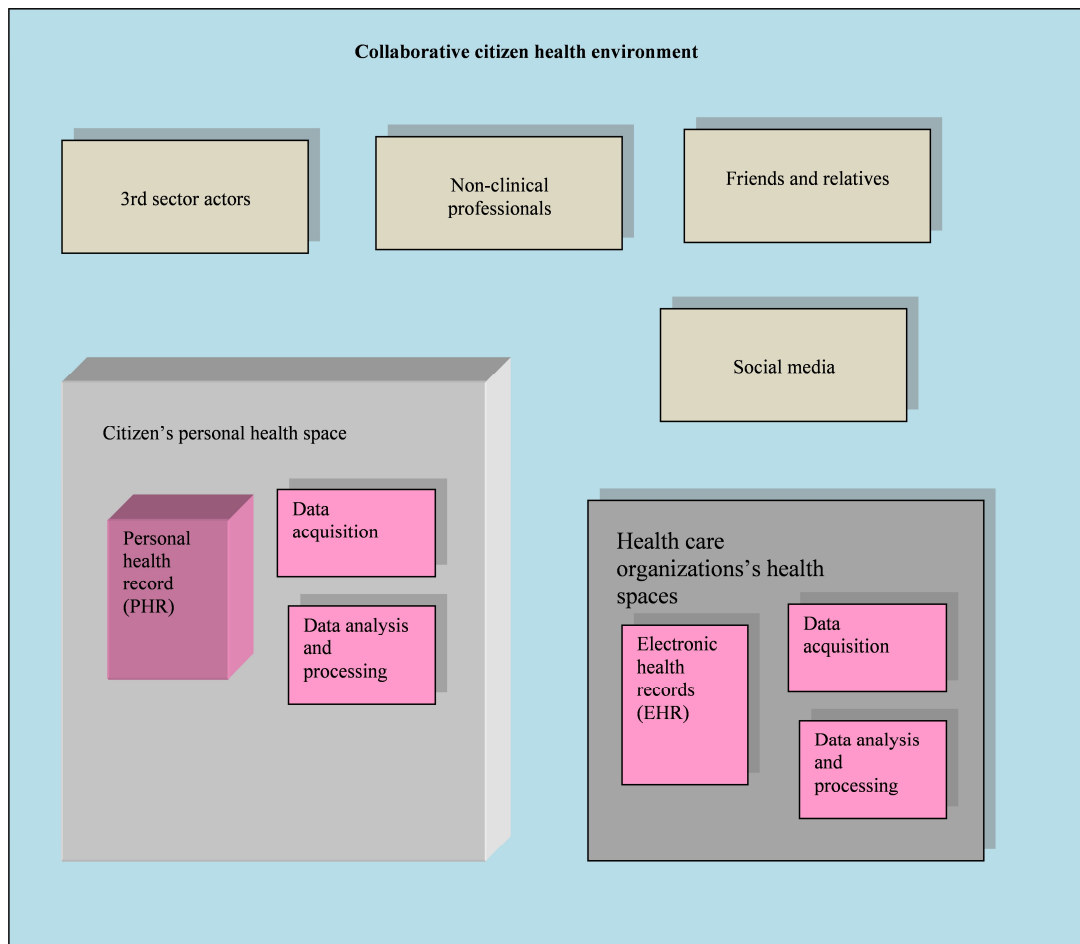 Collaborative citizen health environment
3rd sector actors
Non-clinical
professionals
Friends and relatives
Social media
Citizen’s personal health space
Personal
health
record
(PHR)
Data
acquisition
Data analysis
and
processing
Health care
organizations’s health
spaces
Electronic
health
records
(EHR)
Data
acquisition
Data analysis
and
processing